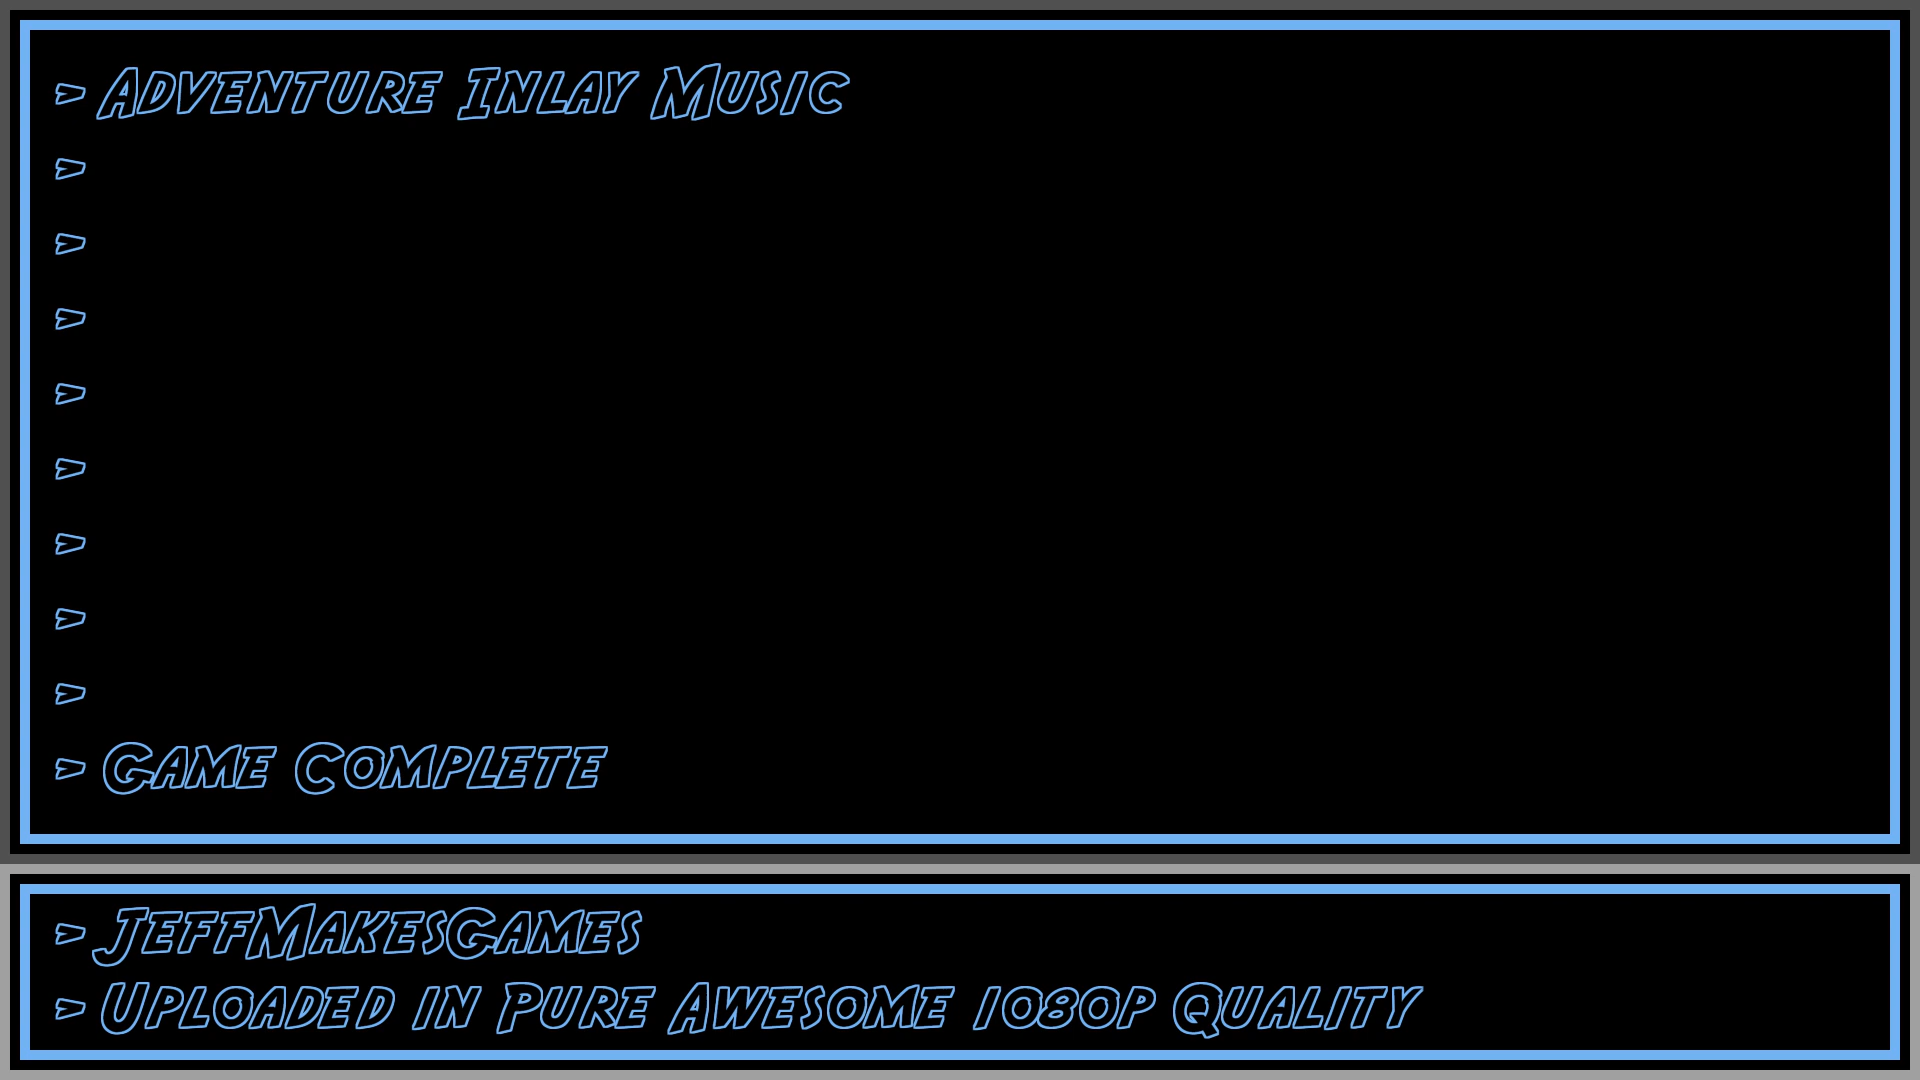 > Adventure Inlay Music
>
>
>
>
>
>
>
>
> Game Complete
> JeffMakesGames
> Uploaded in Pure Awesome 1080p Quality